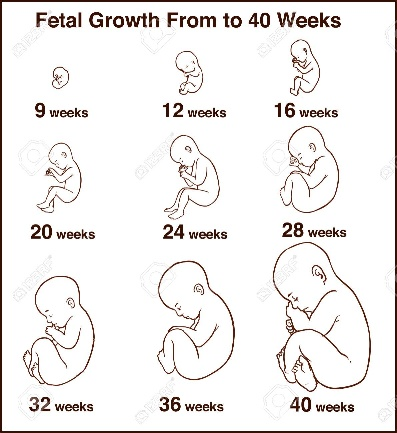 Fetal Growth From to 40 Weeks
9 weeks
12 weeks
16 weeks
20 weeks
24 weeks
28 weeks
32 weeks
36 weeks
40 weeks